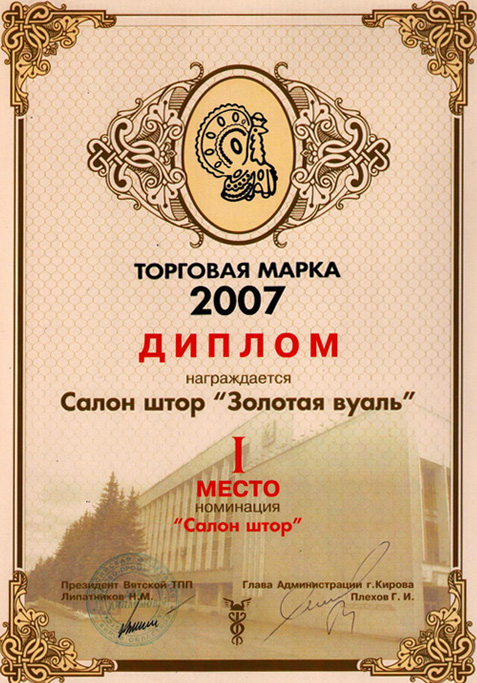 ТОРГОВАЯ МАРКА
2007
ДИПЛОМ
награждается
Салон штор "Золотая вуаль"
I
МЕСТО
номинация
"Салон штор"
Президент Вятской ТПП
Липатников Н.М.
Глава Администрации г.Кирова
Плехов Г. И.